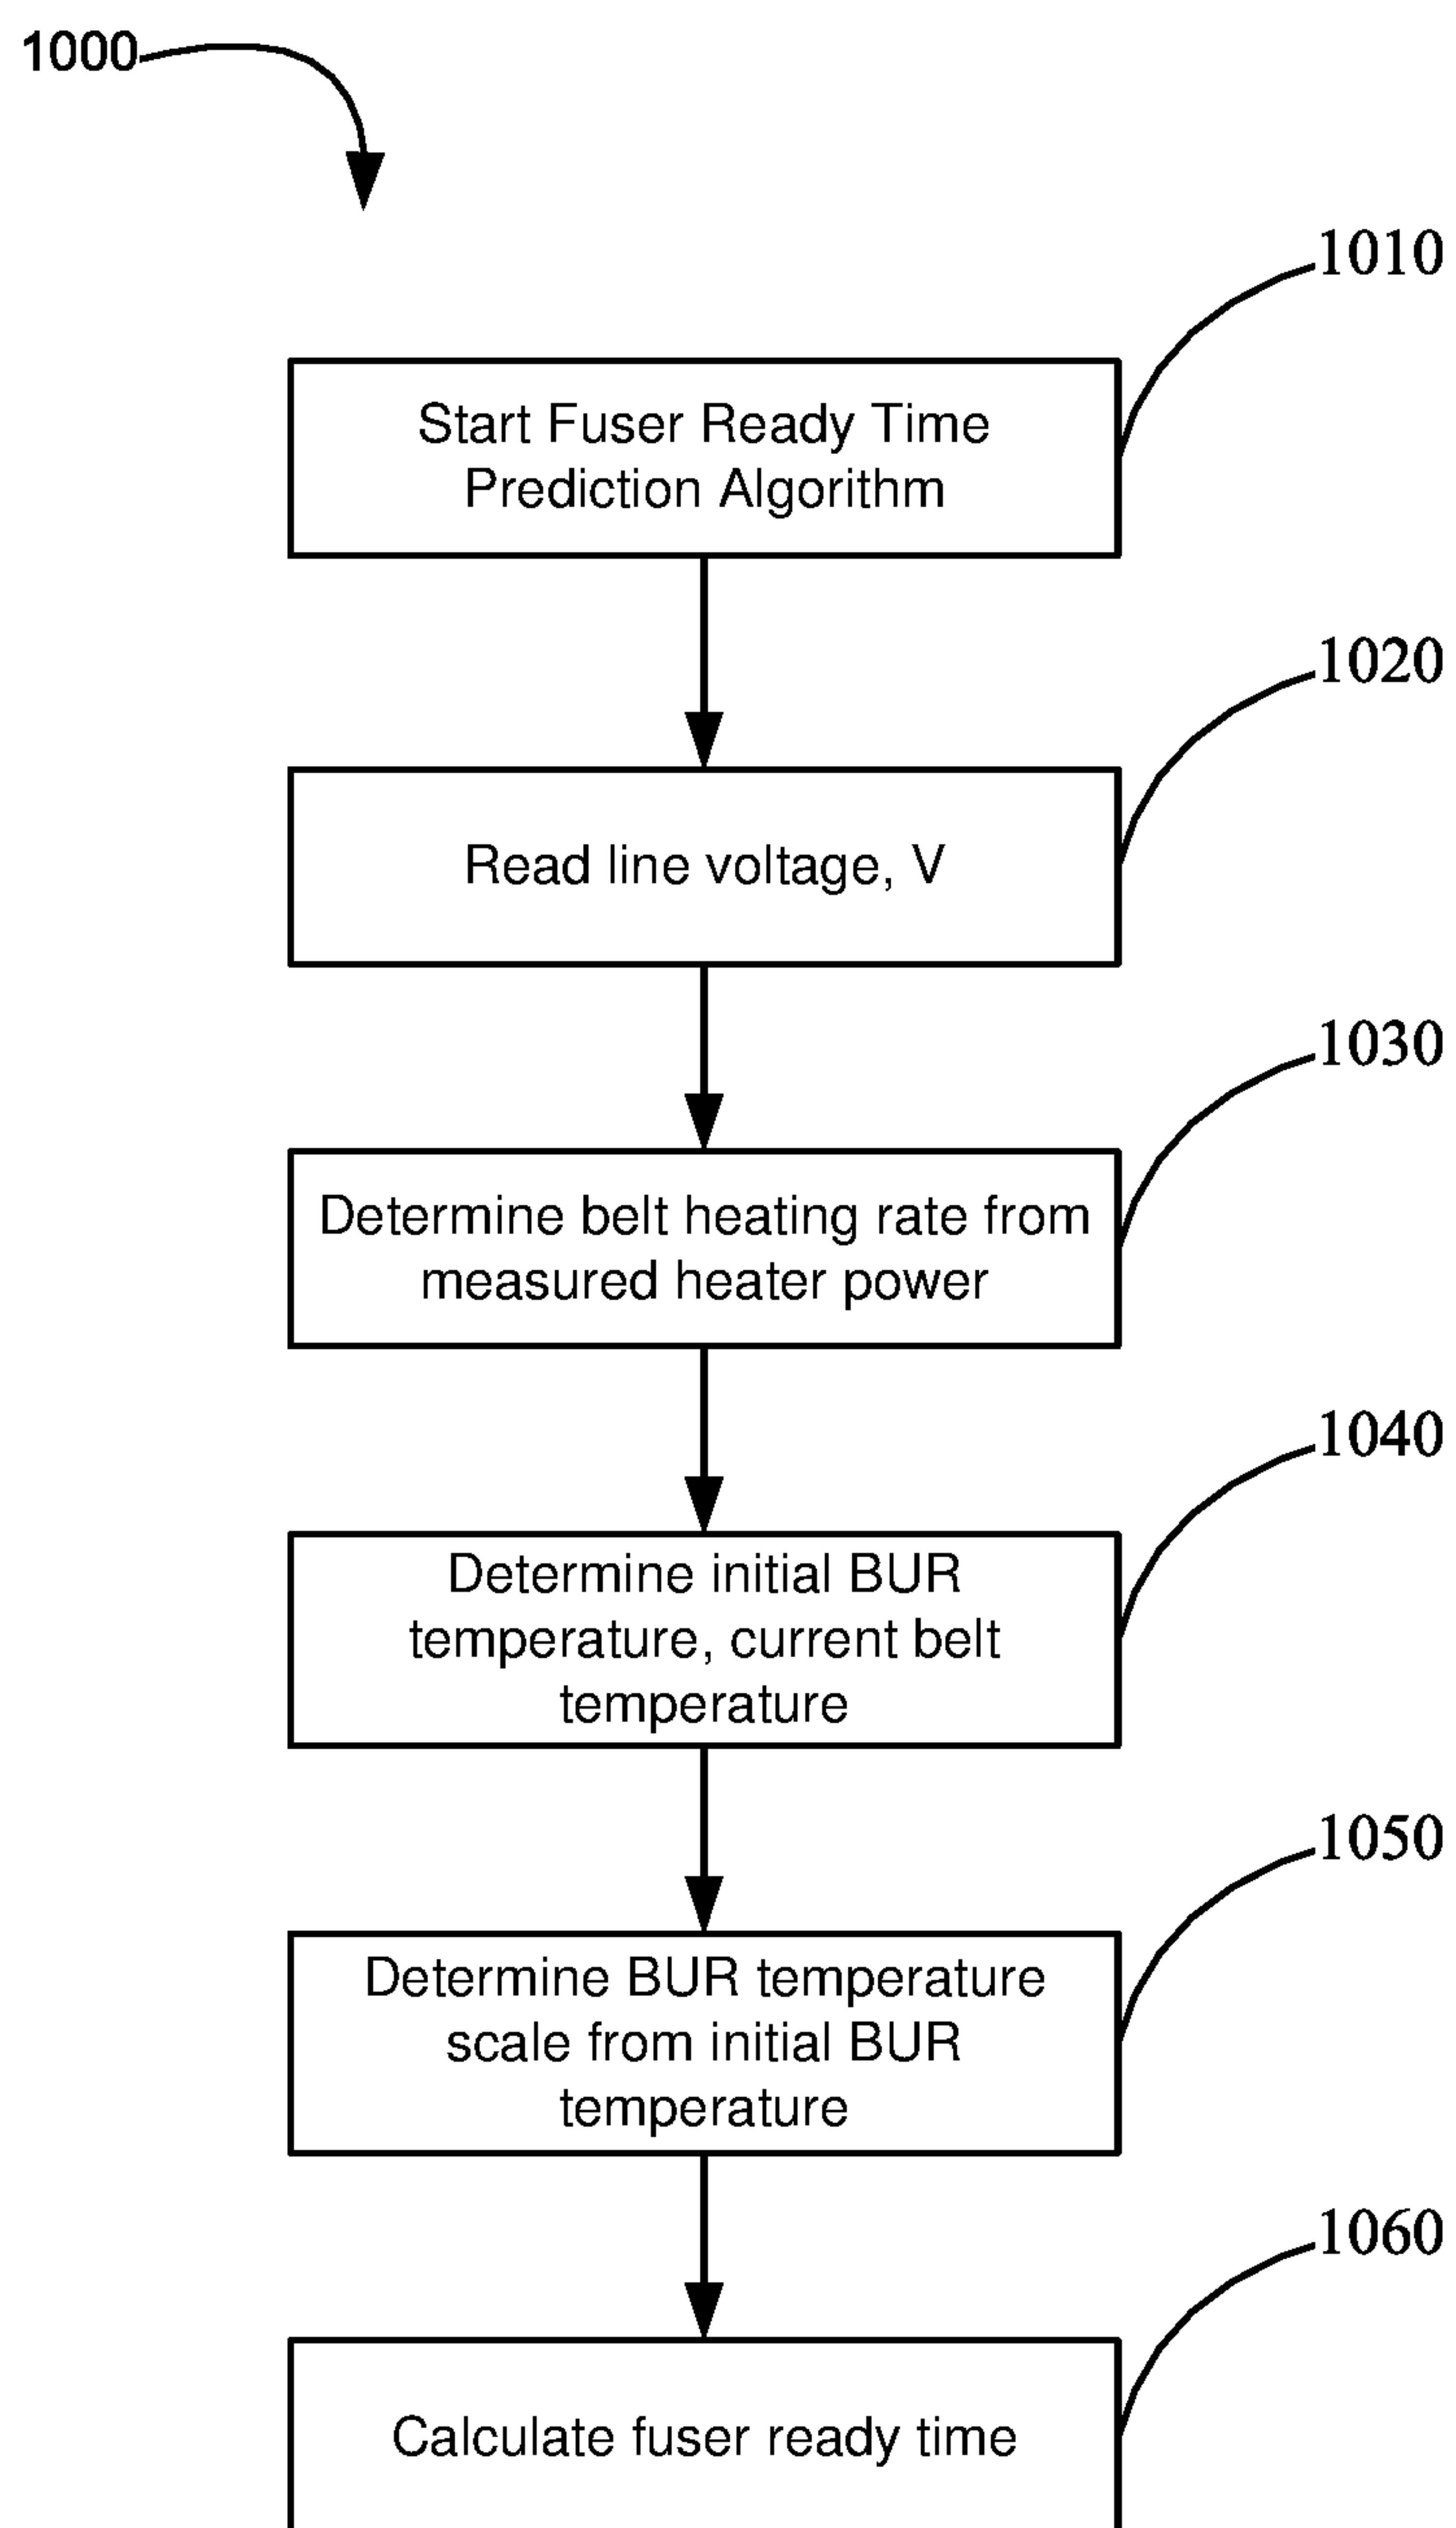 1000
1010
Start Fuser Ready Time
Prediction Algorithm
1020
Read line voltage, V
1030
Determine belt heating rate from
measured heater power
1040
Determine initial BUR
temperature, current belt
temperature
1050
Determine BUR temperature
scale from initial BUR
temperature
1060
Calculate fuser ready time